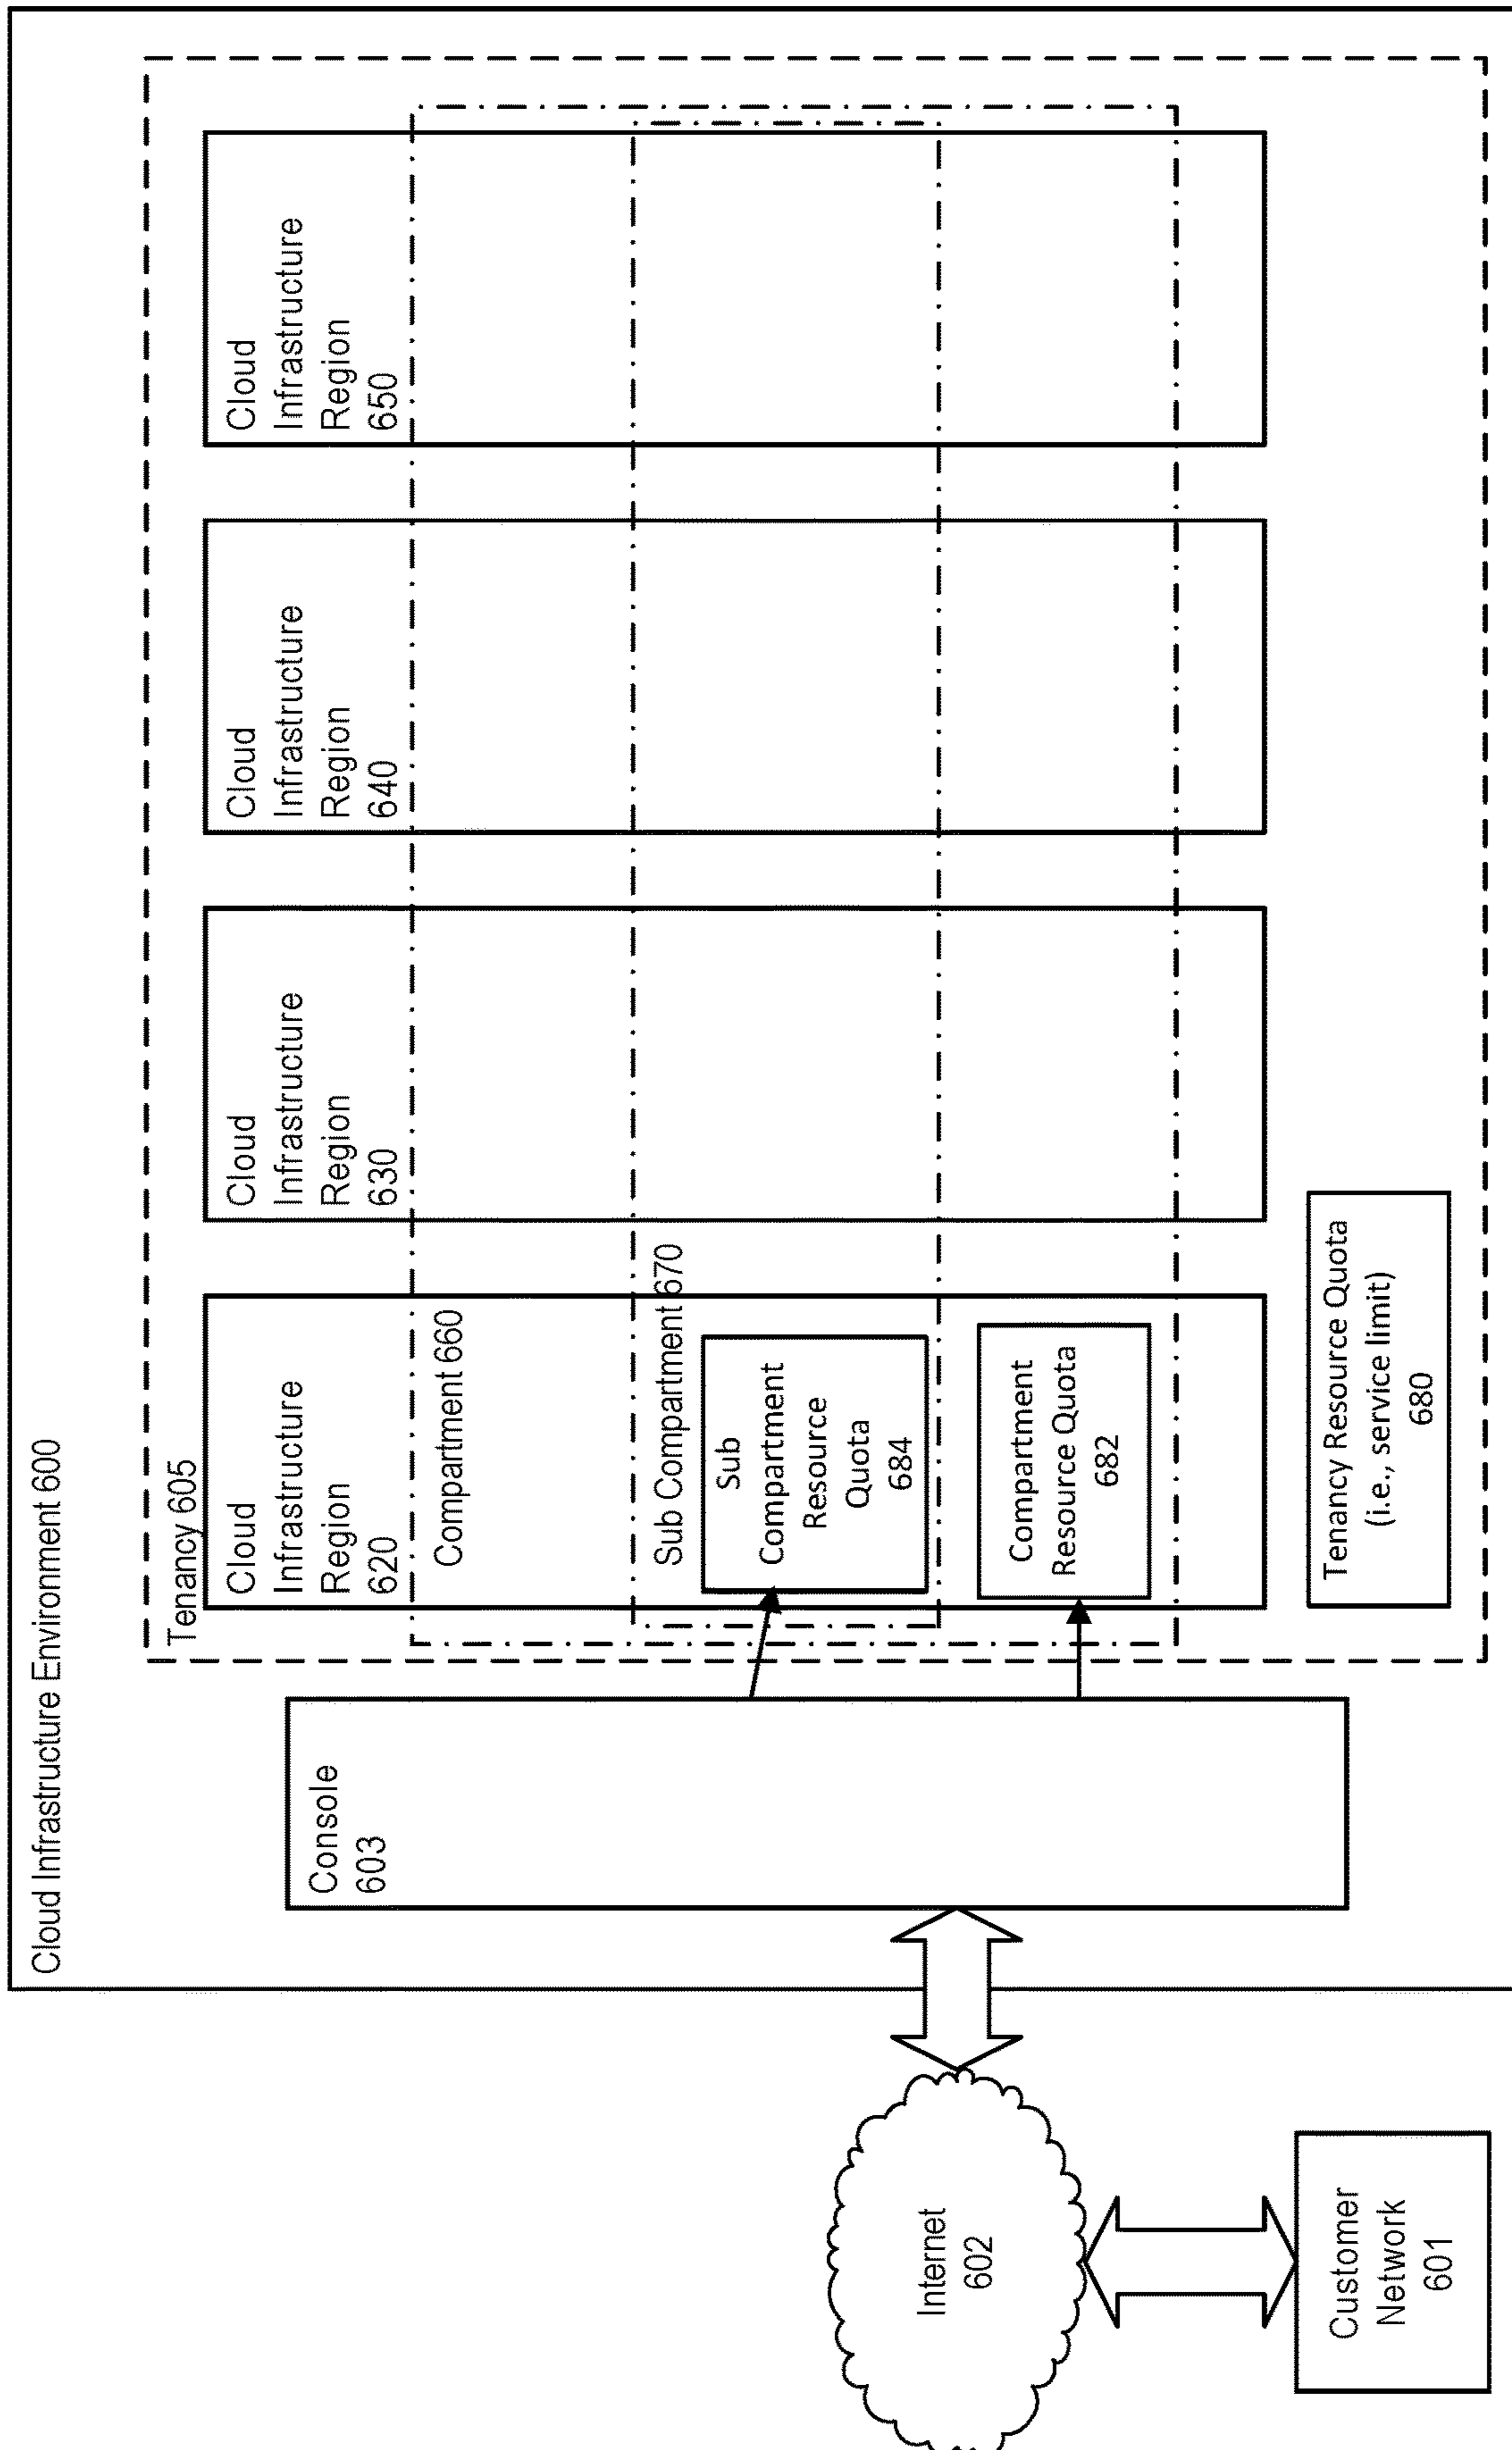 Cloud Infrastructure Environment 600
Tenancy 605
Cloud
Infrastructure
Region
620
Cloud
Infrastructure
Region
630
Cloud
Infrastructure
Region
640
Cloud
Infrastructure
Region
650
Console
603
Compartment 660
Sub Compartment 670
Sub
Compartment
Resource
Quota
684
Compartment
Resource Quota
682
Internet
602
Customer
Network
601
Tenancy Resource Quota
(i.e., service limit)
680